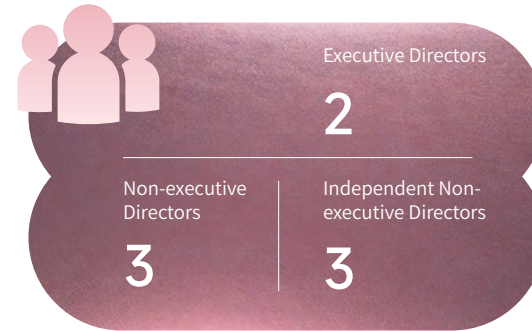 Executive Directors
2
Non-executive
Directors
3
Independent Non-
executive Directors
3